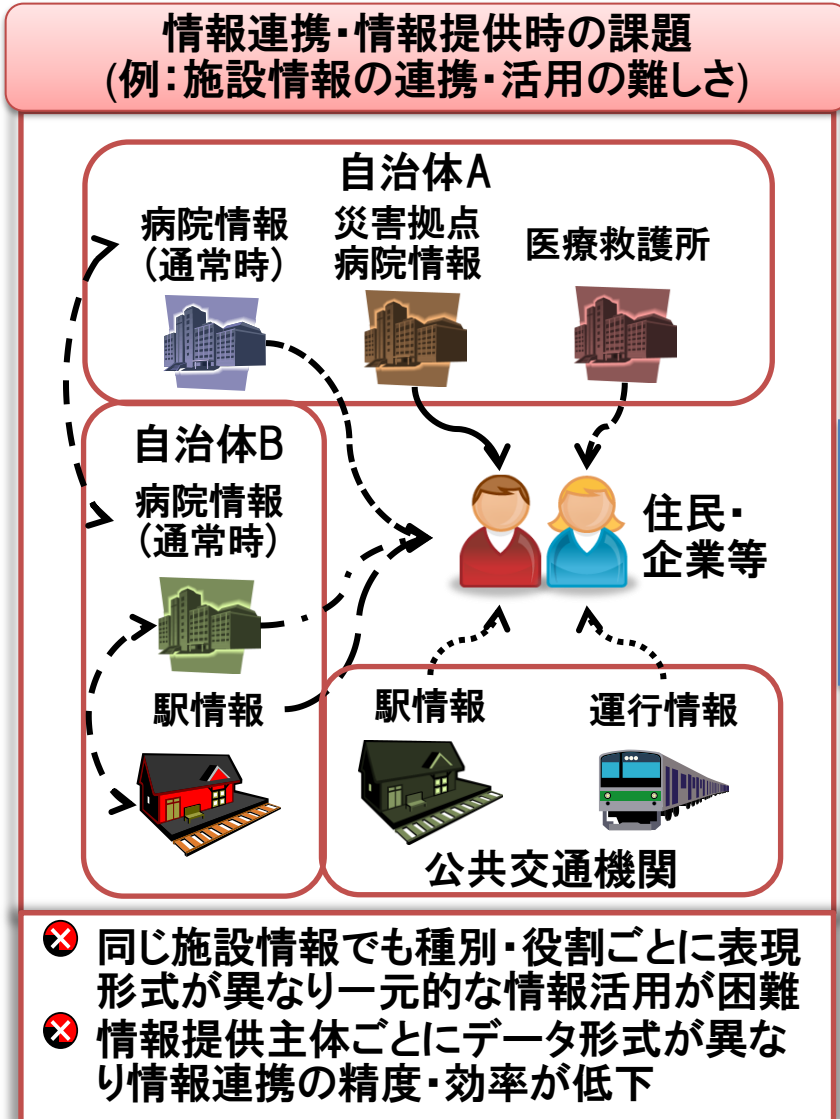 情報連携・情報提供時の課題
(例：施設情報の連携・活用の難しさ)
自治体A
病院情報
(通常時)
災害拠点
病院情報
医療救護所
自治体B
病院情報
(通常時)
住民・
企業等
駅情報
駅情報
運行情報
公共交通機関
同じ施設情報でも種別・役割ごとに表現
形式が異なり一元的な情報活用が困難
情報提供主体ごとにデータ形式が異な
り情報連携の精度・効率が低下